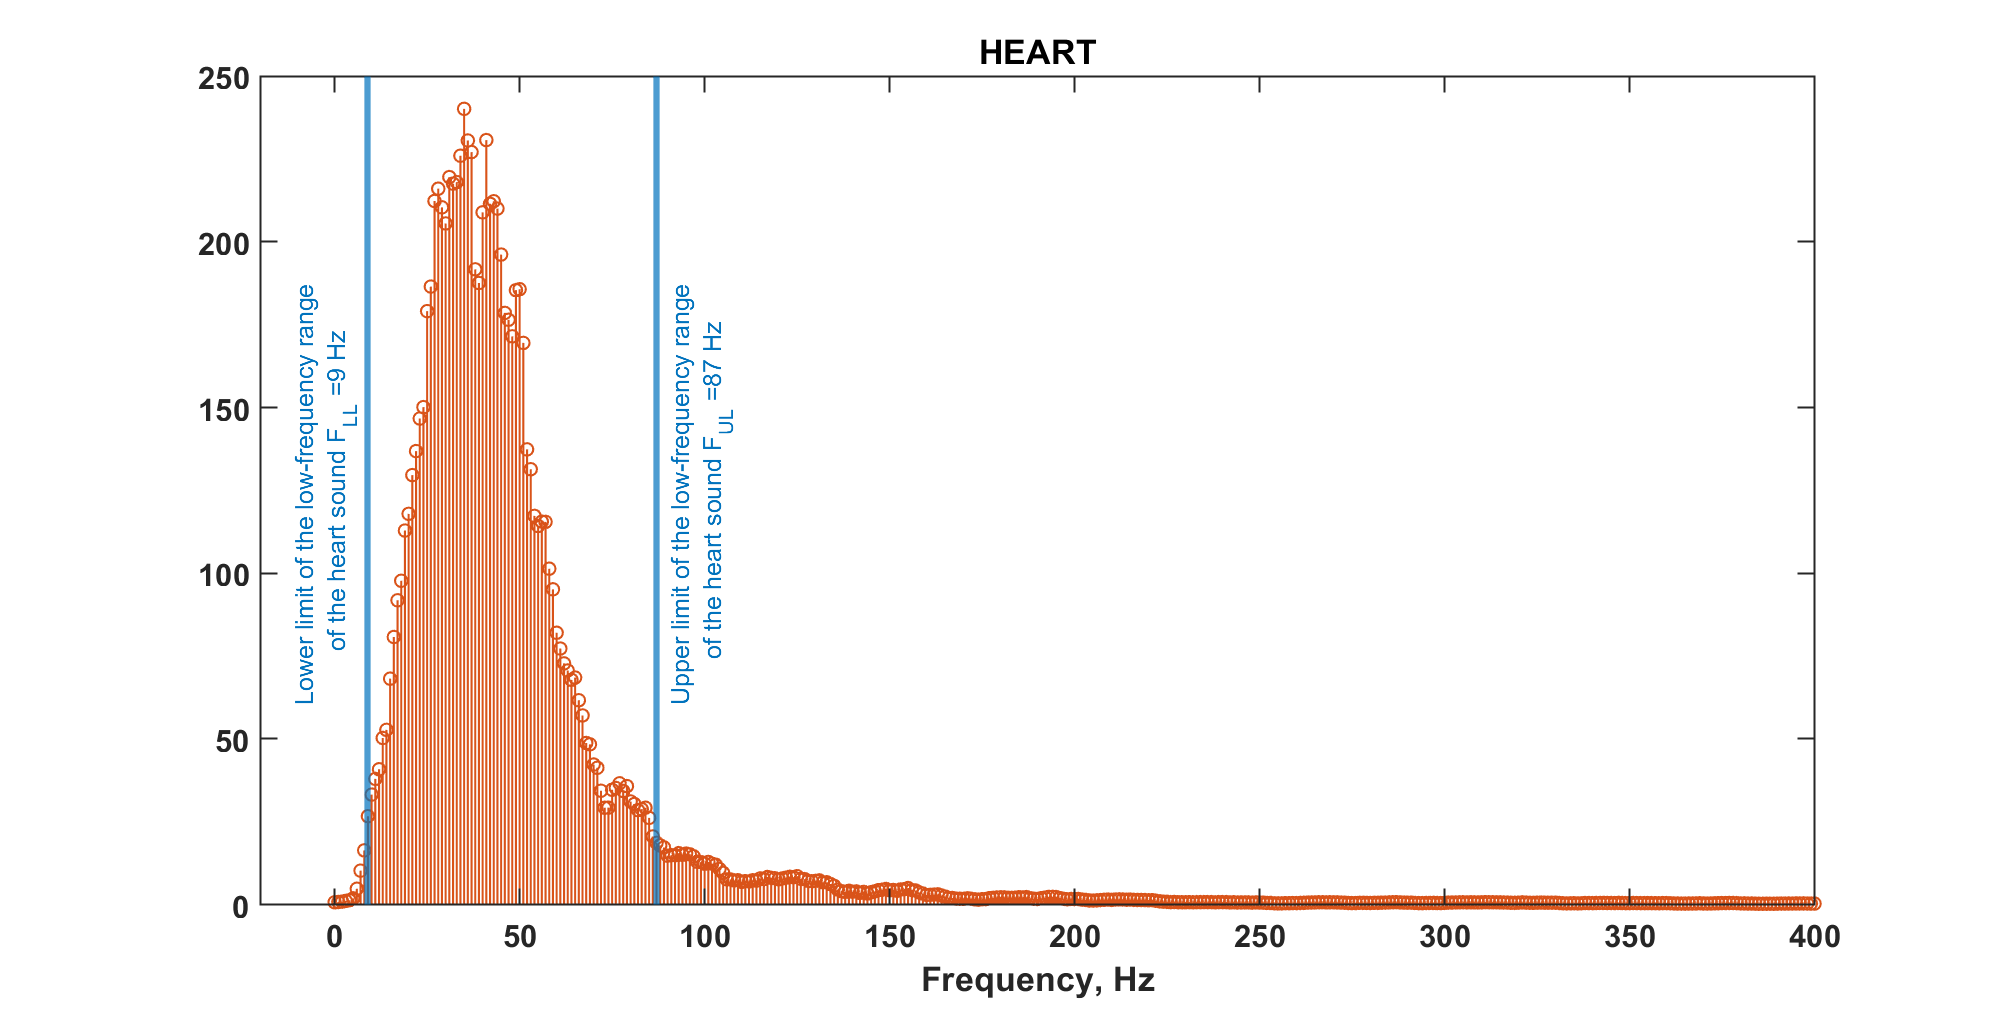 HEART
250
200
150
100
50
0
Lower limit of the low-frequency range
of the heart sound F_LL =9 Hz
Upper limit of the low-frequency range
of the heart sound F_UL =87 Hz
0 50 100 150 200 250 300 350 400
Frequency, Hz